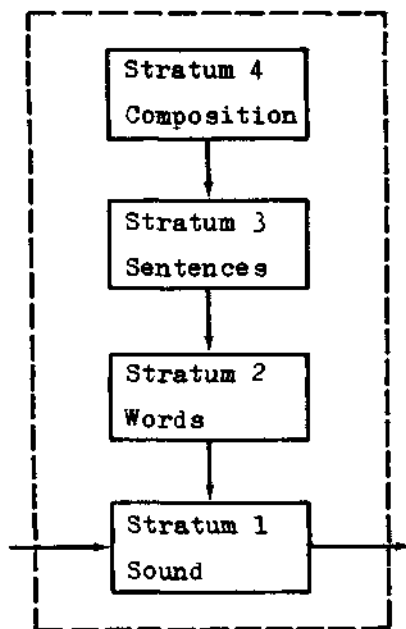 Stratum 4
Composition
Stratum 3
Sentences
Stratum 2
Words
Stratum 1
Sound